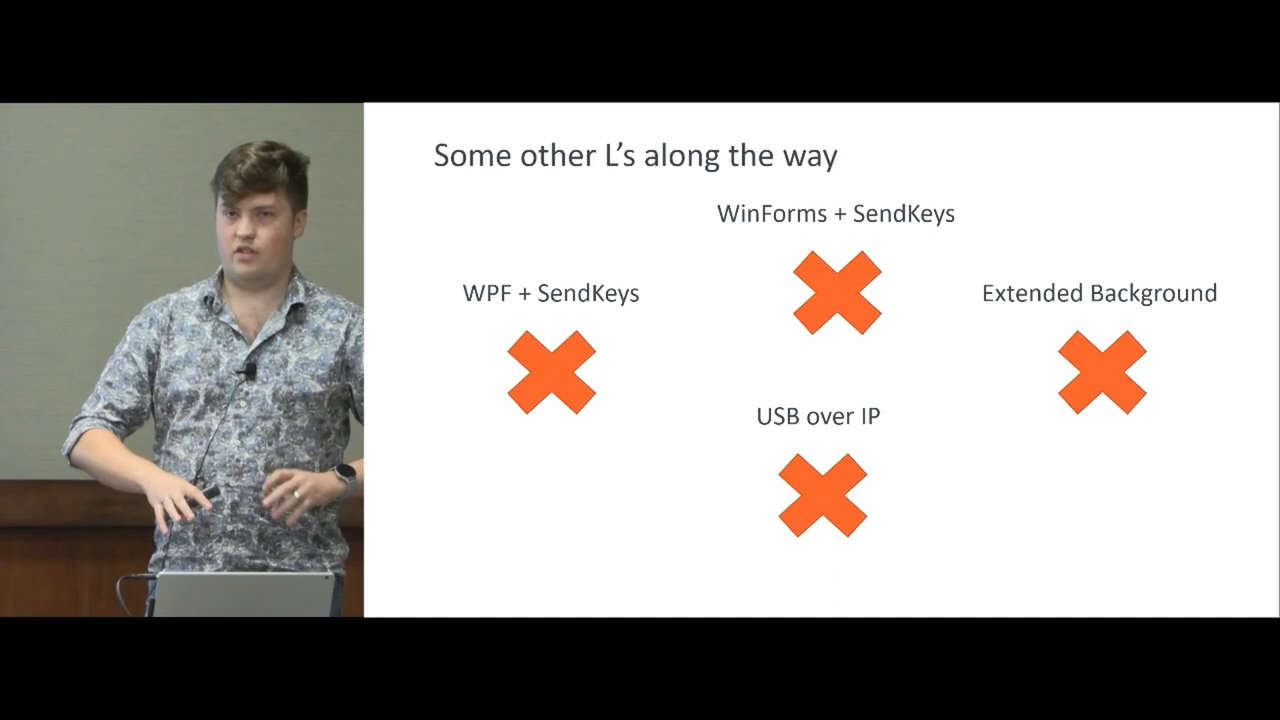 Some other L's along the way
WinForms + SendKeys
WPF + SendKeys
Extended Background
USB over IP